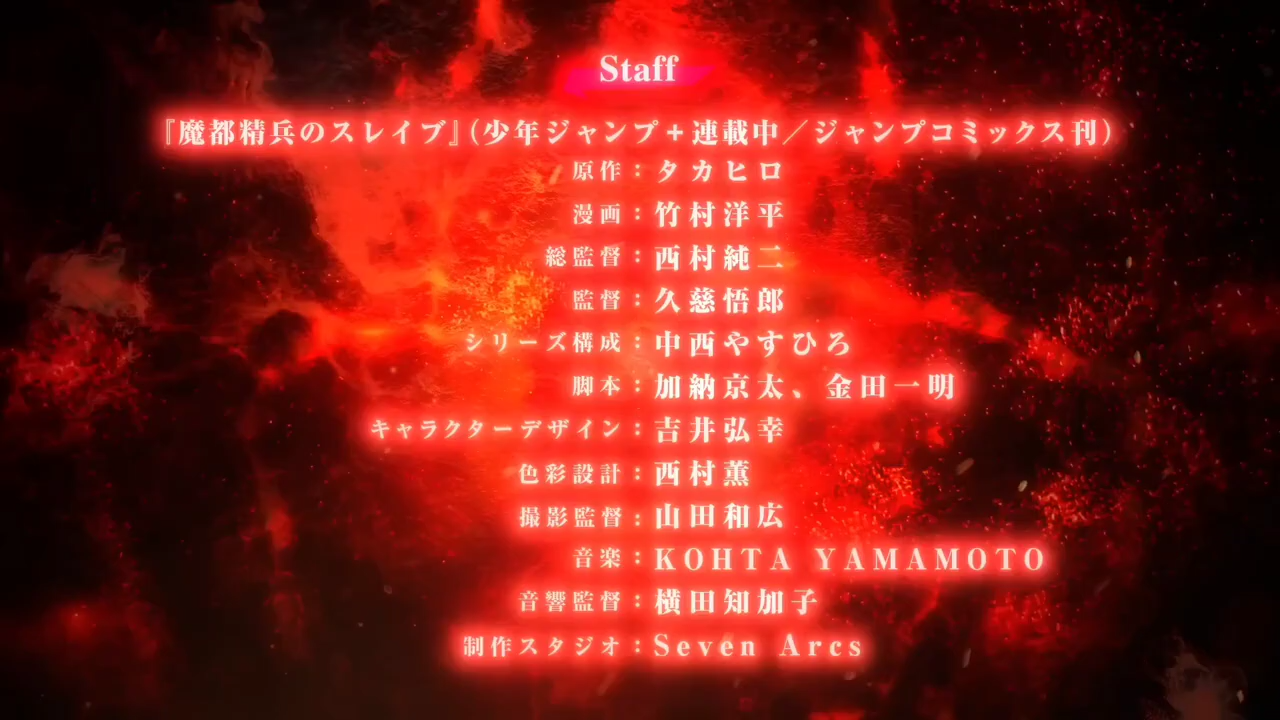 Staff
『魔都精兵のスレイブ』(少年ジャンプ+連載中/ジャンプコミックス刊)
原作:タカヒロ
漫画:竹村洋平
総監督:西村純二
監督:久慈悟郎
シリーズ構成:中西やすひろ
脚本:加納京太、金田一明
キャラクターデザイン:吉井弘幸
色彩設計:西村薫
撮影監督:山田和広
音楽:KOHTA YAMAMOTO
音響監督:横田知加子
制作スタジオ:Seven Arcs